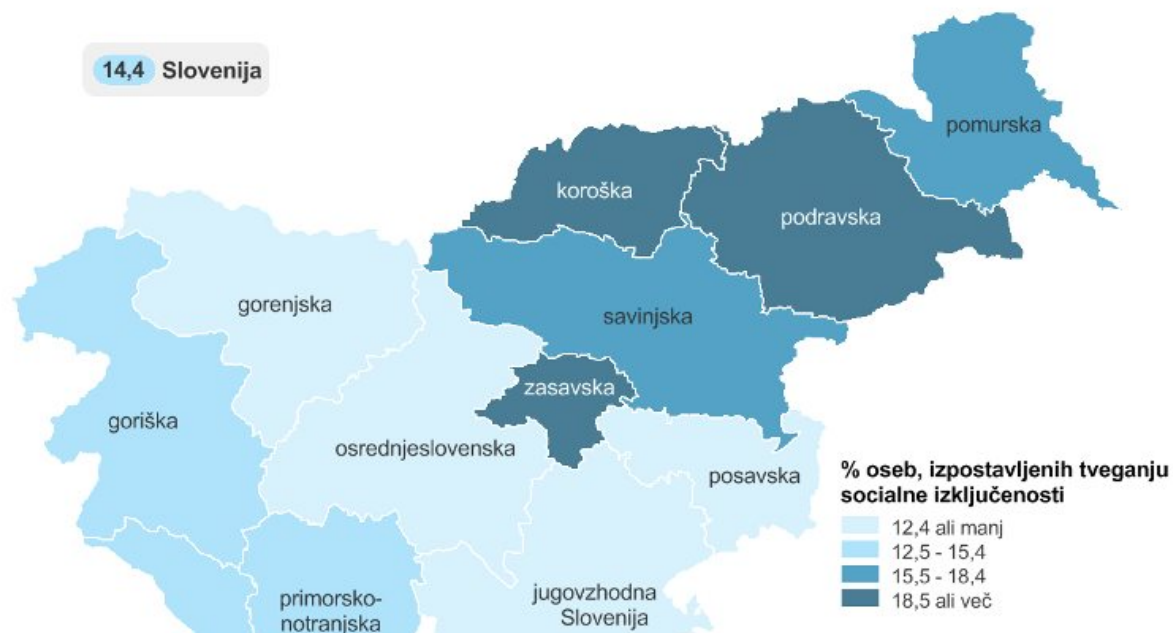 14,4 Slovenija
pomurska
koroška
podravska
gorenjska
savinjska
zasavska
goriška
osrednjeslovenska
posavska
% oseb, izpostavljenih tveganju
socialne izključenosti
12,4 ali manj
12,5 - 15,4
15,5 - 18,4
18,5 ali več
primorsko-
notranjska
jugovzhodna
Slovenija